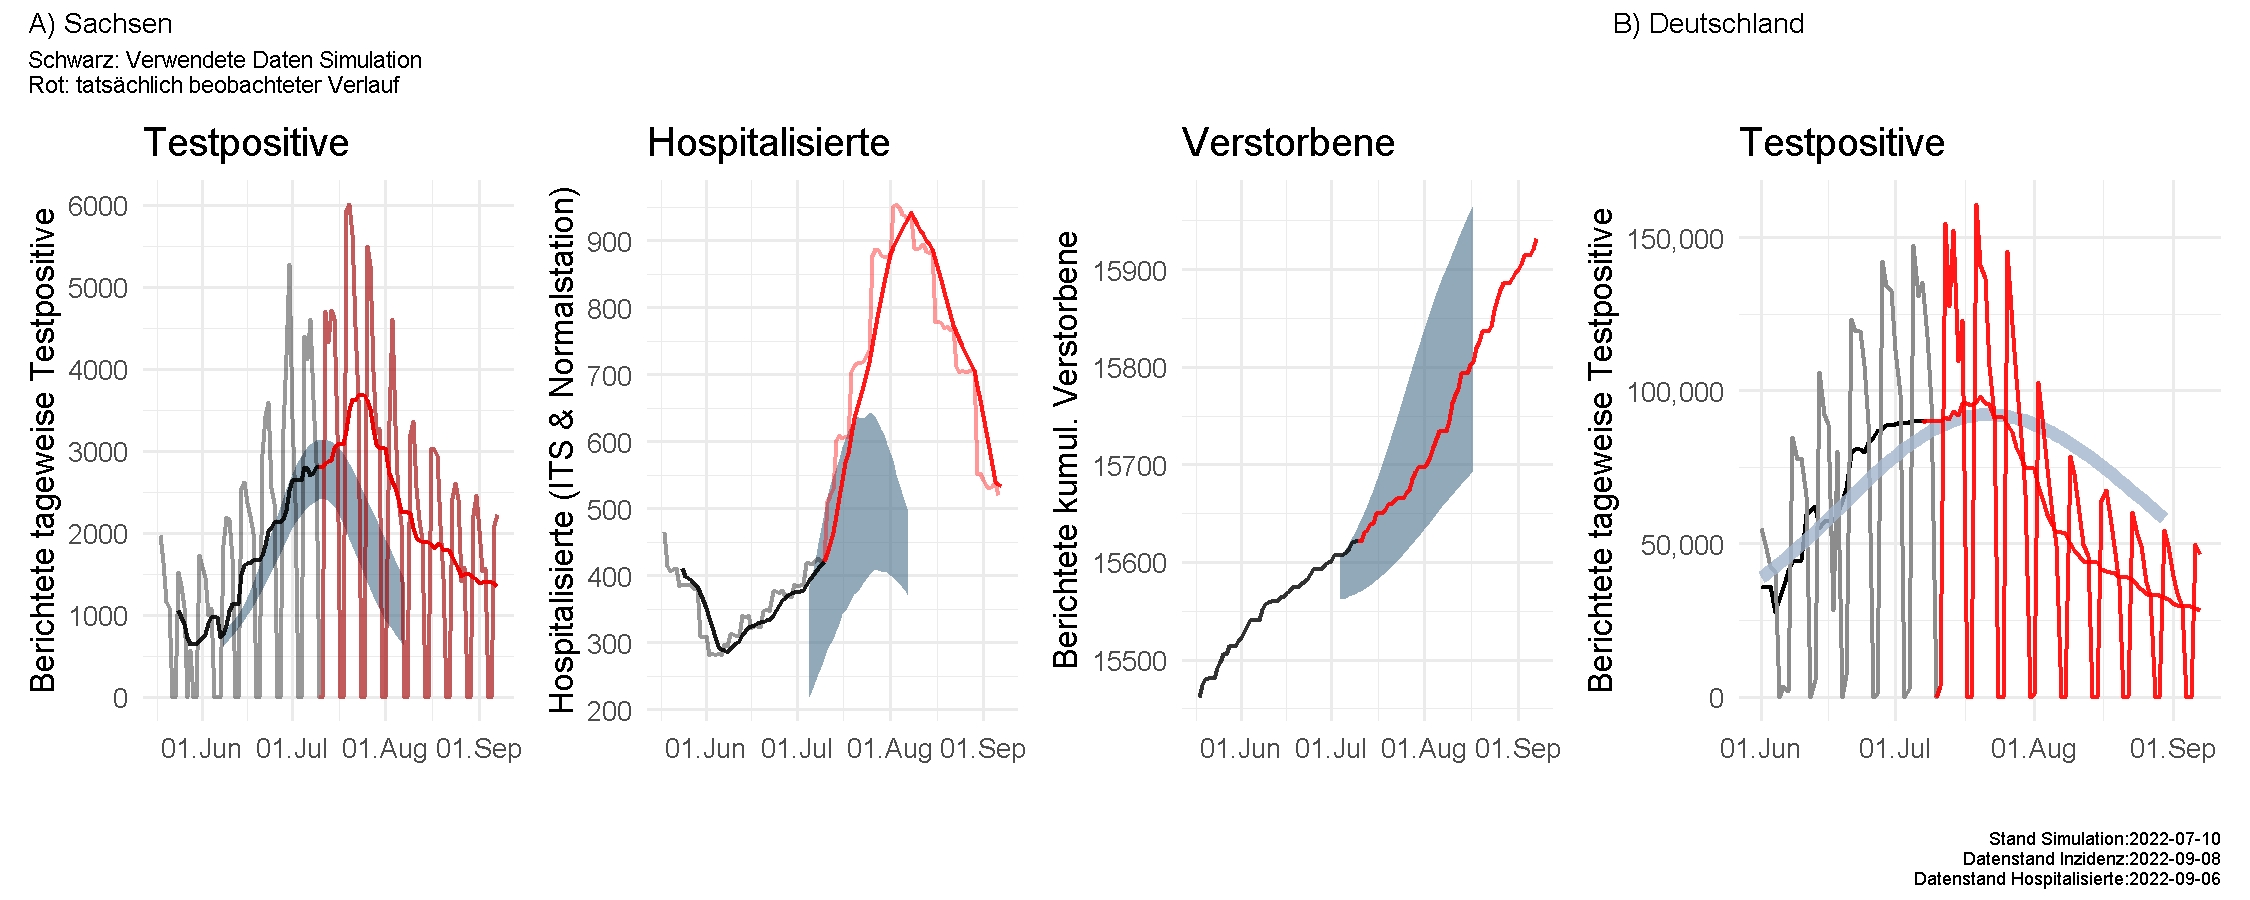 A) Sachsen
B) Deutschland
Schwarz: Verwendete Daten Simulation
Rot: tatsächlich beobachteter Verlauf
Testpositive
Berichtete tageweise Testpositive
6000
5000
4000
3000
2000
1000
0
01.Jun
01.Jul
01.Aug
01.Sep
Hospitalisierte
Hospitalisierte (ITS & Normalstation)
900
800
700
600
500
400
300
200
01.Jun
01.Jul
01.Aug
01.Sep
Verstorbene
Berichtete kumul. Verstorbene
15900
15800
15700
15600
15500
01.Jun
01.Jul
01.Aug
01.Sep
Testpositive
Berichtete tageweise Testpositive
150,000
100,000
50,000
0
01.Jun
01.Jul
01.Aug
01.Sep
Stand Simulation:2022-07-10
Datenstand Inzidenz:2022-09-08
Datenstand Hospitalisierte:2022-09-06